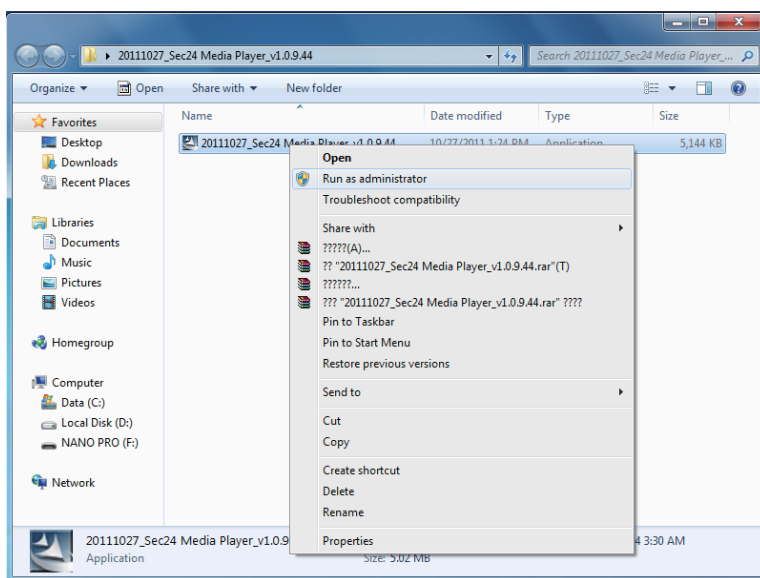 20111027_Sec24 Media Player_v1.0.9.44
Search 20111027_Sec24 Media Player_...
Organize
Open
Share with
New folder
Name
Date modified
Type
Size
Favorites
Desktop
Downloads
Recent Places
Libraries
Documents
Music
Pictures
Videos
Homegroup
Computer
Data (C:)
Local Disk (D:)
NANO PRO (F:)
Network
20111027_Sec24 Media Player_v1.0.9.44
10/27/2011 1:24 PM
Application
5,144 KB
Open
Run as administrator
Troubleshoot compatibility
Share with
?????(A)...
?? "20111027_Sec24 Media Player_v1.0.9.44.rar"(T)
??????...
??? "20111027_Sec24 Media Player_v1.0.9.44.rar" ????
Pin to Taskbar
Pin to Start Menu
Restore previous versions
Send to
Cut
Copy
Create shortcut
Delete
Rename
Properties
20111027_Sec24 Media Player_v1.0.9
4 3:30 AM
Application
Size: 5.02 MB